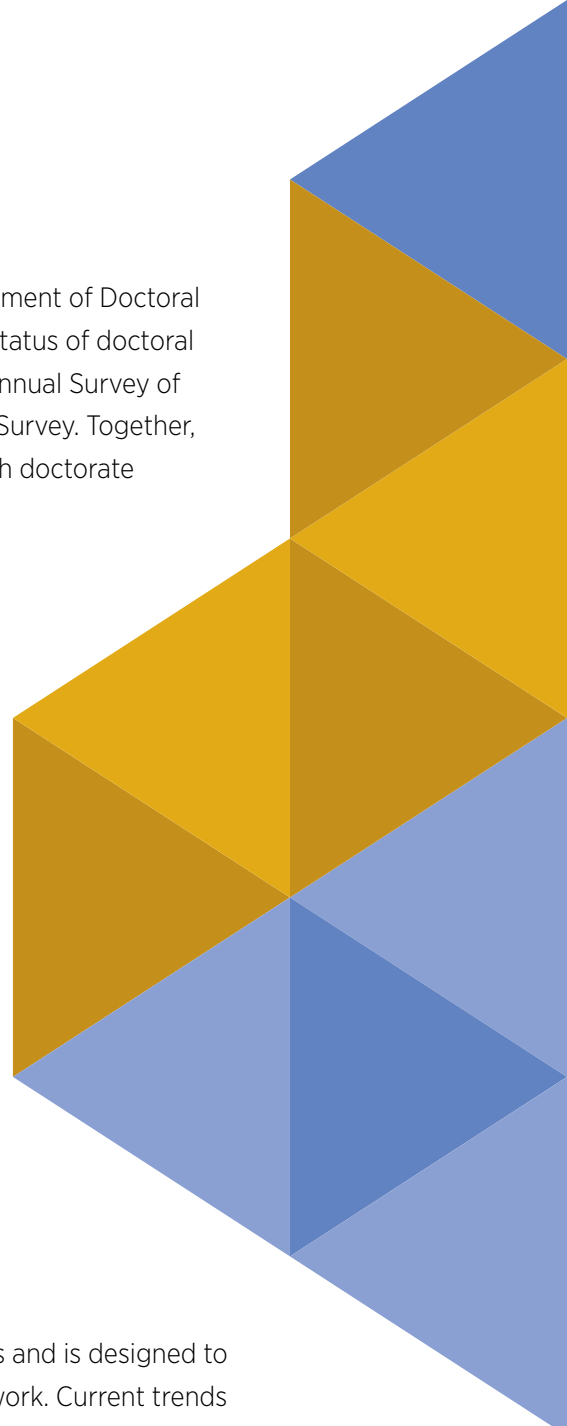 ment of Doctoral
tatus of doctoral
nnual Survey of
Survey. Together,
h doctorate
s and is designed to
work. Current trends